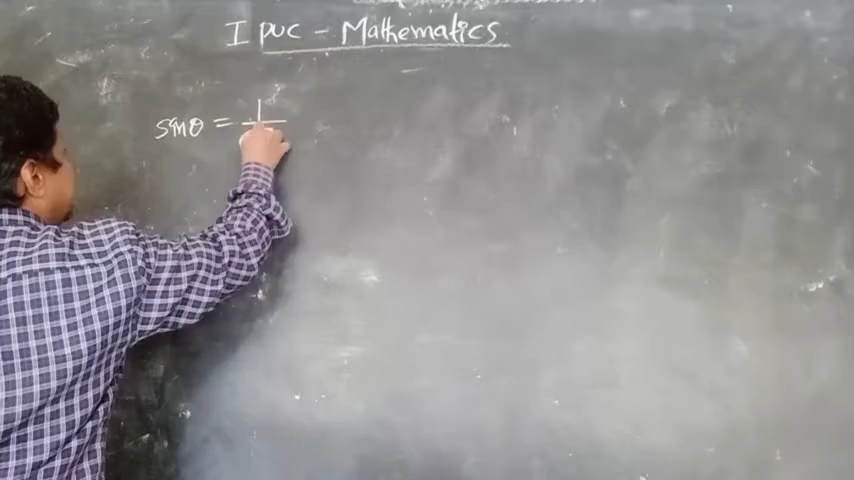 I PUC - Mathematics
sinθ = 1